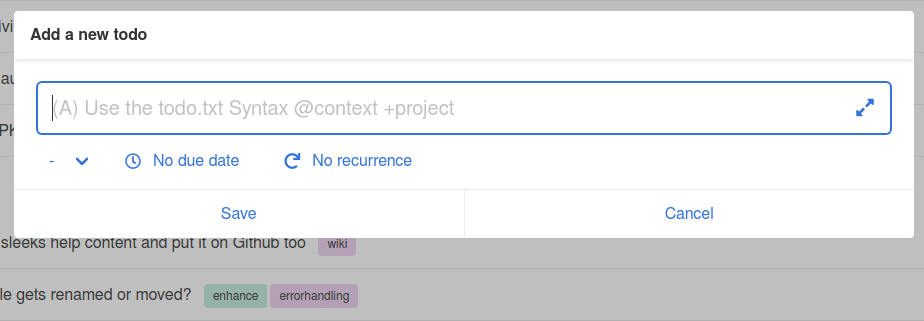 ivi
Add a new todo
au
(A) Use the todo.txt Syntax @context +project
PK
- No due date No recurrence
Save Cancel
sleeks help content and put it on Github too wiki
le gets renamed or moved? enhance errorhandling